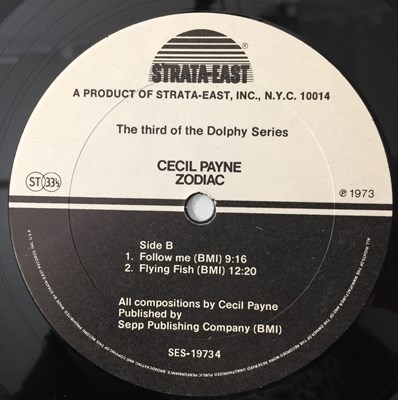 STRATA-EAST
A PRODUCT OF STRATA-EAST, INC., N.Y.C. 10014
The third of the Dolphy Series
CECIL PAYNE
ZODIAC
ST 33⅓
℗ 1973
Side B
1. Follow me (BMI) 9:16
2. Flying Fish (BMI) 12:20
All compositions by Cecil Payne
Published by
Sepp Publishing Company (BMI)
SES-19734